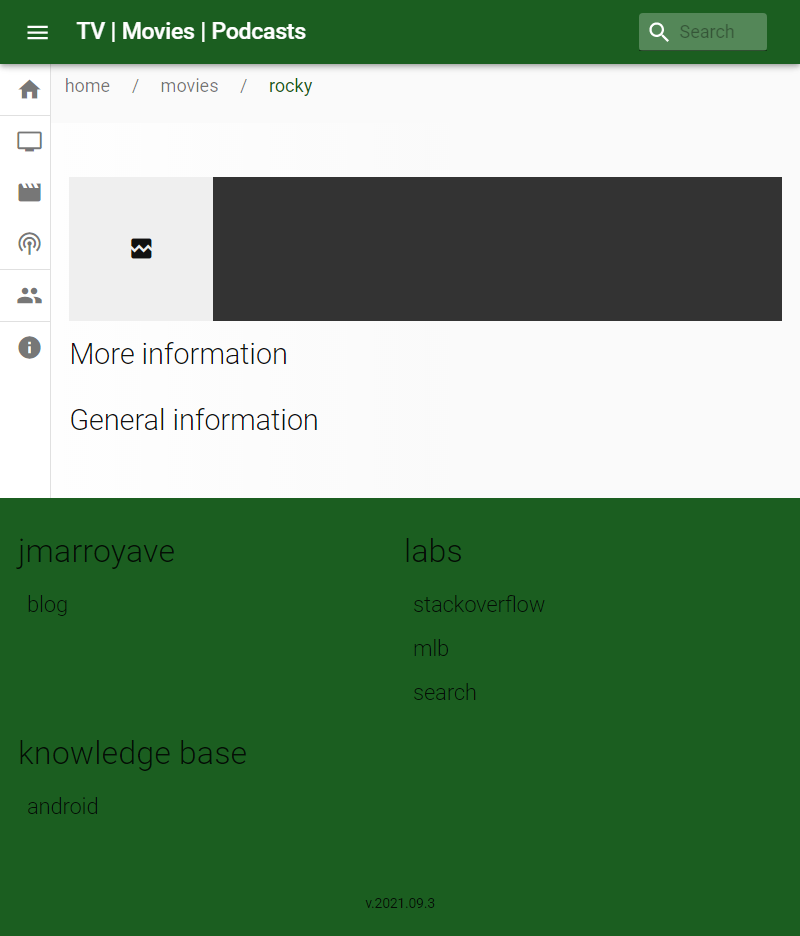 TV | Movies | Podcasts
Search
home / movies / rocky
More information
General information
jmarroyave
blog
labs
stackoverflow
mlb
search
knowledge base
android
v.2021.09.3